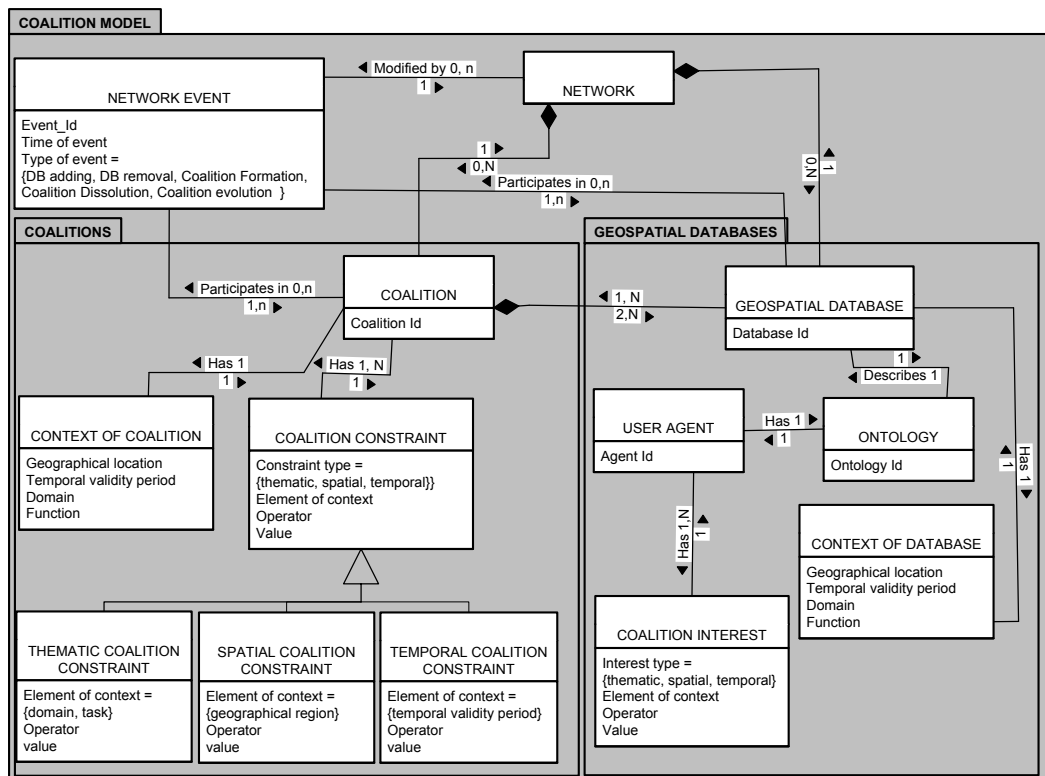 COALITION MODEL
NETWORK EVENT
Event_Id
Time of event
Type of event =
{DB adding, DB removal, Coalition Formation,
Coalition Dissolution, Coalition evolution }
Modified by 0, n
1
NETWORK
1
0,N
1
0,N
Participates in 0,n
1,n
COALITIONS
Participates in 0,n
1,n
COALITION
Coalition Id
1, N
2,N
Has 1
1
Has 1, N
1
CONTEXT OF COALITION
Geographical location
Temporal validity period
Domain
Function
COALITION CONSTRAINT
Constraint type =
{thematic, spatial, temporal}}
Element of context
Operator
Value
THEMATIC COALITION
CONSTRAINT
Element of context =
{domain, task}
Operator
value
SPATIAL COALITION
CONSTRAINT
Element of context =
{geographical region}
Operator
value
TEMPORAL COALITION
CONSTRAINT
Element of context =
{temporal validity period}
Operator
value
GEOSPATIAL DATABASES
GEOSPATIAL DATABASE
Database Id
1
Describes 1
USER AGENT
Agent Id
Has 1
1
ONTOLOGY
Ontology Id
Has 1
1
Has 1,N
1
CONTEXT OF DATABASE
Geographical location
Temporal validity period
Domain
Function
COALITION INTEREST
Interest type =
{thematic, spatial, temporal}
Element of context
Operator
Value